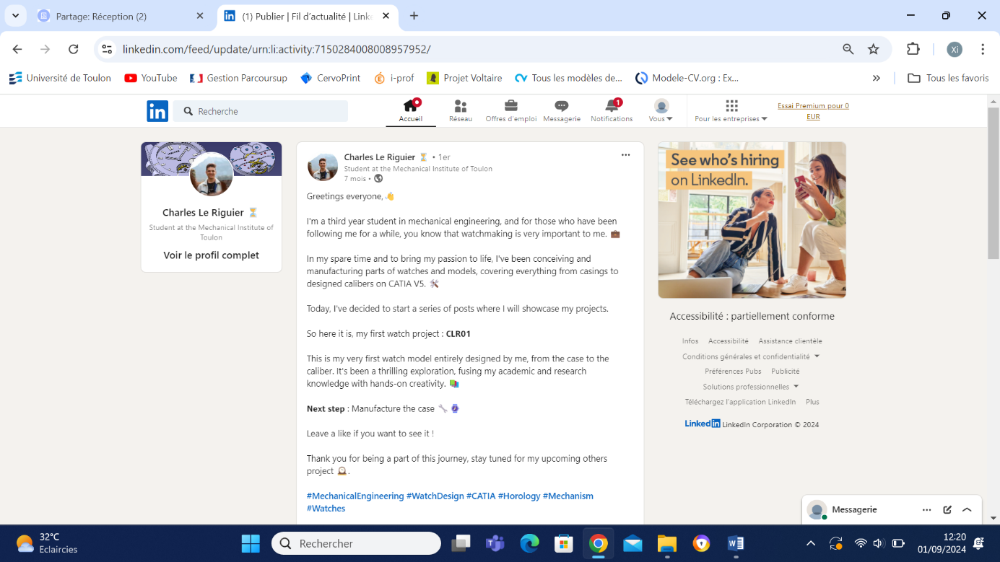 Partage: Réception (2)
(1) Publier | Fil d'actualité | Link
linkedin.com/feed/update/urn:li:activity:7150284008008957952/
Xi
Université de Toulon
YouTube
Gestion Parcoursup
CervoPrint
i-prof
Projet Voltaire
Tous les modèles de...
Modele-CV.org : Ex...
Tous les favoris
in
Recherche
Accueil
Réseau
Offres d'emploi
Messagerie
1
Notifications
Vous
Pour les entreprises
Essai Premium pour 0
EUR
Charles Le Riguier
Student at the Mechanical Institute of
Toulon
Voir le profil complet
Charles Le Riguier • 1er
Student at the Mechanical Institute of Toulon
7 mois •
Greetings everyone,
I'm a third year student in mechanical engineering, and for those who have been
following me for a while, you know that watchmaking is very important to me.
In my spare time and to bring my passion to life, I've been conceiving and
manufacturing parts of watches and models, covering everything from casings to
designed calibers on CATIA V5.
Today, I've decided to start a series of posts where I will showcase my projects.
So here it is, my first watch project : CLR01
This is my very first watch model entirely designed by me, from the case to the
caliber. It's been a thrilling exploration, fusing my academic and research
knowledge with hands-on creativity.
Next step : Manufacture the case
Leave a like if you want to see it !
Thank you for being a part of this journey, stay tuned for my upcoming others
project .
#MechanicalEngineering #WatchDesign #CATIA #Horology #Mechanism
#Watches
See who's hiring
on LinkedIn.
Accessibilité : partiellement conforme
Infos Accessibilité Assistance clientèle
Conditions générales et confidentialité
Préférences Pubs Publicité
Solutions professionnelles
Téléchargez l'application LinkedIn Plus
LinkedIn LinkedIn Corporation © 2024
Messagerie
32°C
Eclaircies
Rechercher
12:20
01/09/2024